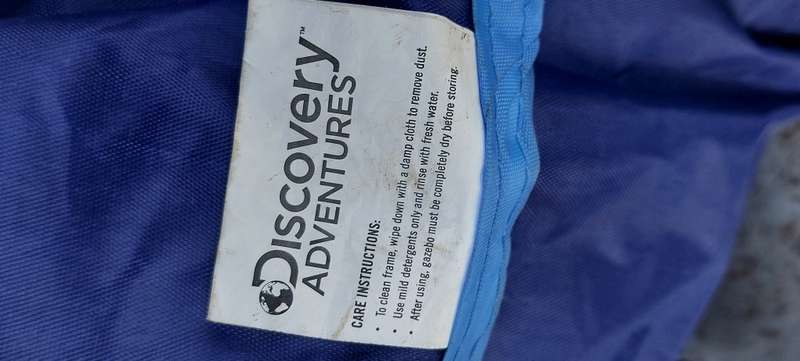 Discovery™
ADVENTURES
CARE INSTRUCTIONS:
• To clean frame, wipe down with a damp cloth to remove dust.
• Use mild detergents only and rinse with fresh water.
• After using, gazebo must be completely dry before storing.